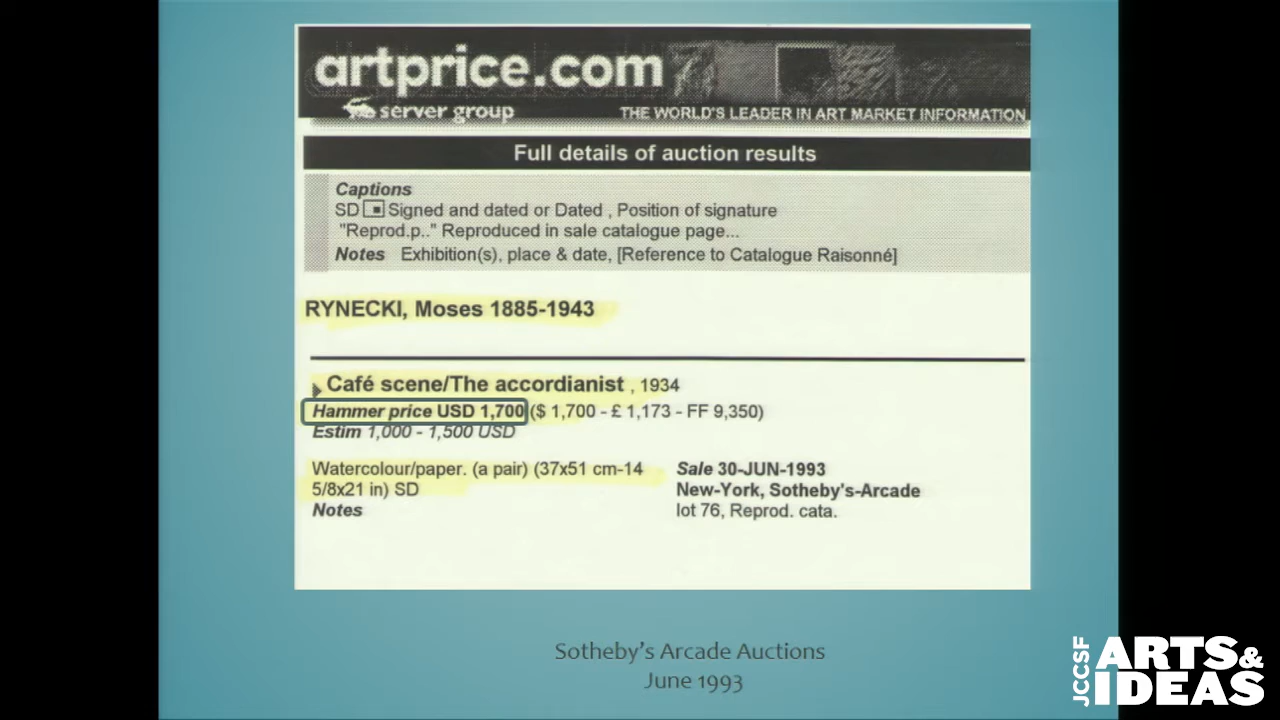 artprice.com
server group
THE WORLD'S LEADER IN ART MARKET INFORMATION
Full details of auction results
Captions
SD Signed and dated or Dated , Position of signature
"Reprod.p.." Reproduced in sale catalogue page...
Notes Exhibition(s), place & date, [Reference to Catalogue Raisonné]
RYNECKI, Moses 1885-1943
Café scene/The accordianist , 1934
Hammer price USD 1,700 ($ 1,700 - £ 1,173 - FF 9,350)
Estim 1,000 - 1,500 USD
Watercolour/paper. (a pair) (37x51 cm-14
5/8x21 in) SD
Notes
Sale 30-JUN-1993
New-York, Sotheby's-Arcade
lot 76, Reprod. cata.
Sotheby's Arcade Auctions
June 1993
JCCSF
ARTS&
IDEAS